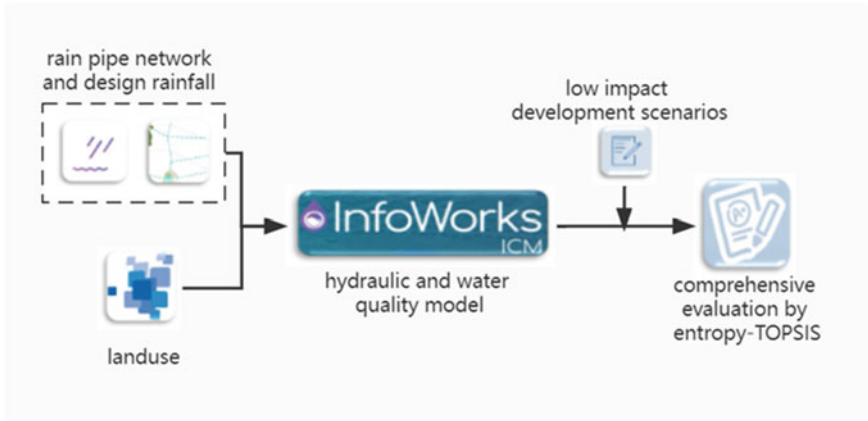 rain pipe network
and design rainfall
low impact
development scenarios
InfoWorks
ICM
A+
hydraulic and water
quality model
comprehensive
evaluation by
entropy-TOPSIS
landuse